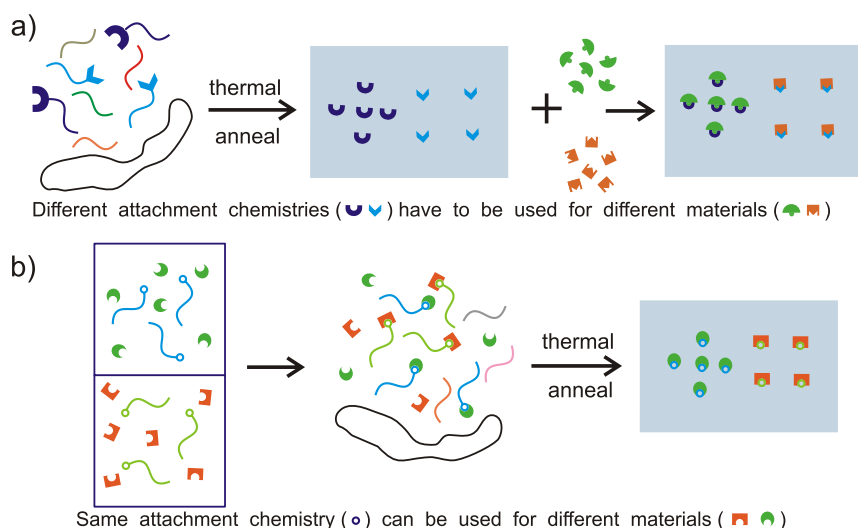 a)
thermal
anneal
Different attachment chemistries ( ) have to be used for different materials ( )
b)
thermal
anneal
Same attachment chemistry ( ) can be used for different materials ( )